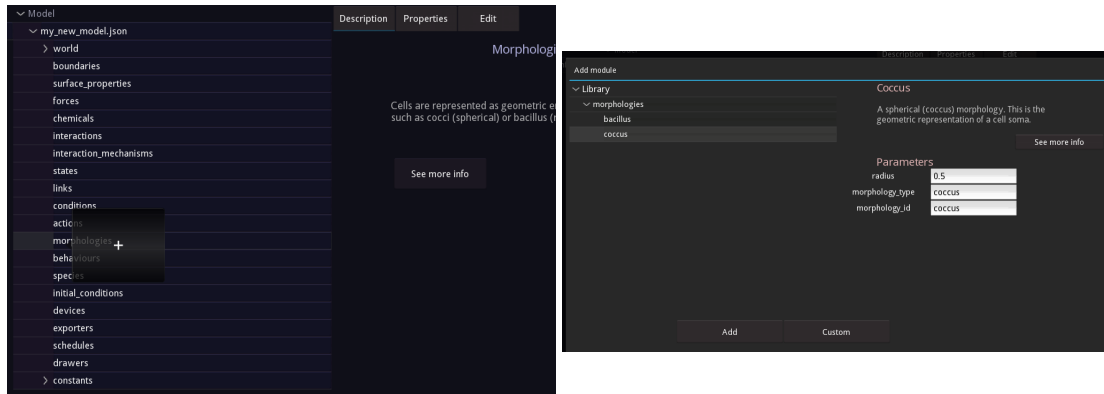 Model
my_new_model.json
world
boundaries
surface_properties
forces
chemicals
interactions
interaction_mechanisms
states
links
conditions
actions
morphologies
+
behaviours
species
initial_conditions
devices
exporters
schedules
drawers
constants
Description Properties Edit
Morphologi
Cells are represented as geometric e
such as cocci (spherical) or bacillus (r
See more info
Description Properties Edit
Add module
Library
morphologies
bacillus
coccus
Coccus
A spherical (coccus) morphology. This is the
geometric representation of a cell soma.
See more info
Parameters
radius 0.5
morphology_type coccus
morphology_id coccus
Add Custom